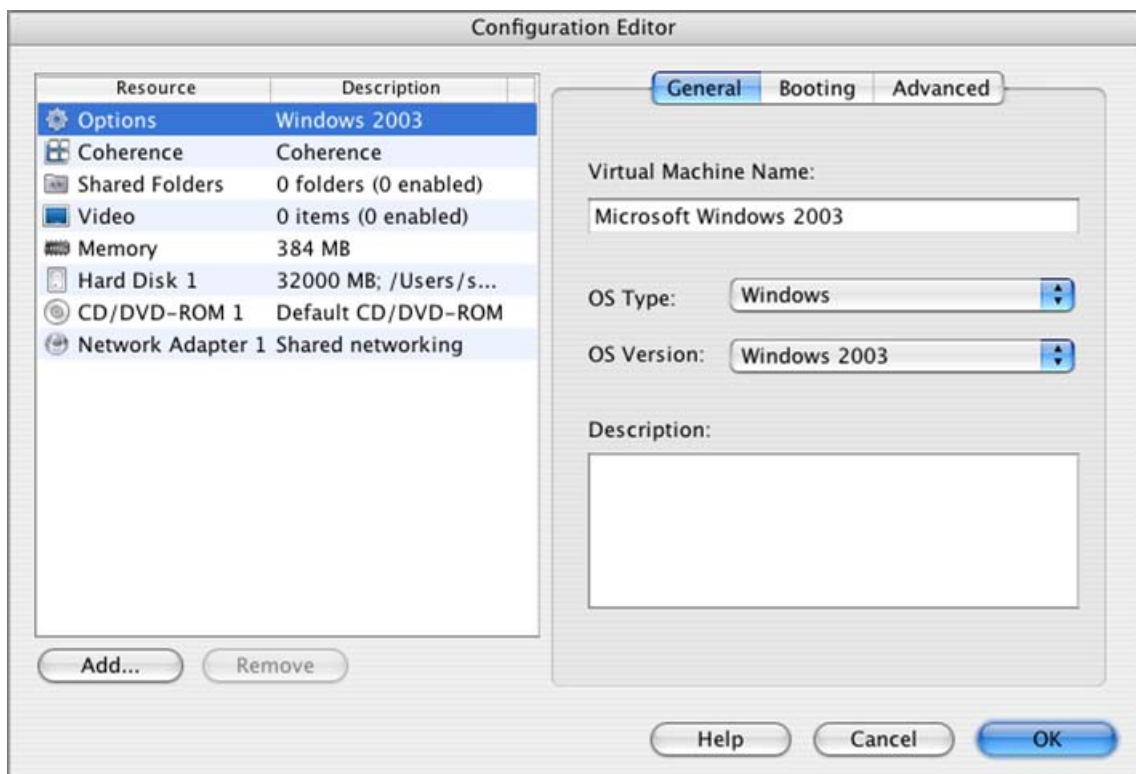 Configuration Editor
Resource Description
Options Windows 2003
Coherence Coherence
Shared Folders 0 folders (0 enabled)
Video 0 items (0 enabled)
Memory 384 MB
Hard Disk 1 32000 MB; /Users/s...
CD/DVD-ROM 1 Default CD/DVD-ROM
Network Adapter 1 Shared networking
Add... Remove
General Booting Advanced
Virtual Machine Name:
Microsoft Windows 2003
OS Type: Windows
OS Version: Windows 2003
Description:
Help Cancel OK